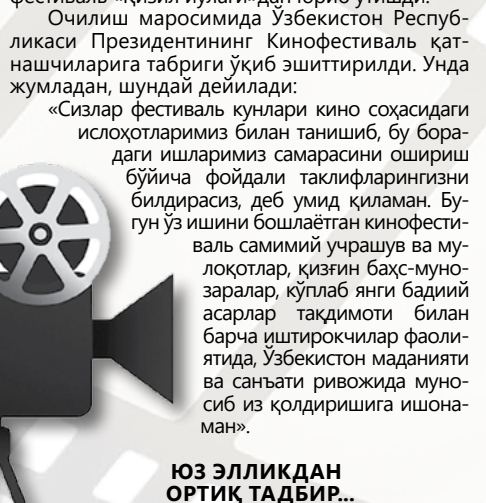 Очилиш маросимида Ўзбекистон Респуб-
ликаси Президентининг Кинофестиваль қат-
нашчиларига табриги ўқиб эшиттирилди. Унда
жумладан, шундай дейилади:
«Сизлар фестиваль кунлари кино соҳасидаги
ислоҳотларимиз билан танишиб, бу бора-
даги ишларимиз самарасини ошириш
бўйича фойдали таклифларингизни
билдирасиз, деб умид қиламан. Бу-
гун ўз ишини бошлаётган кинофести-
валь самимий учрашув ва му-
лоқотлар, қизғин баҳс-муно-
заралар, кўплаб янги бадиий
асарлар тақдимоти билан
барча иштирокчилар фаоли-
ятида, Ўзбекистон маданияти
ва санъати ривожида муно-
сиб из қолдиришига ишона-
ман».
ЮЗ ЭЛЛИКДАН
ОРТИҚ ТАДБИР...